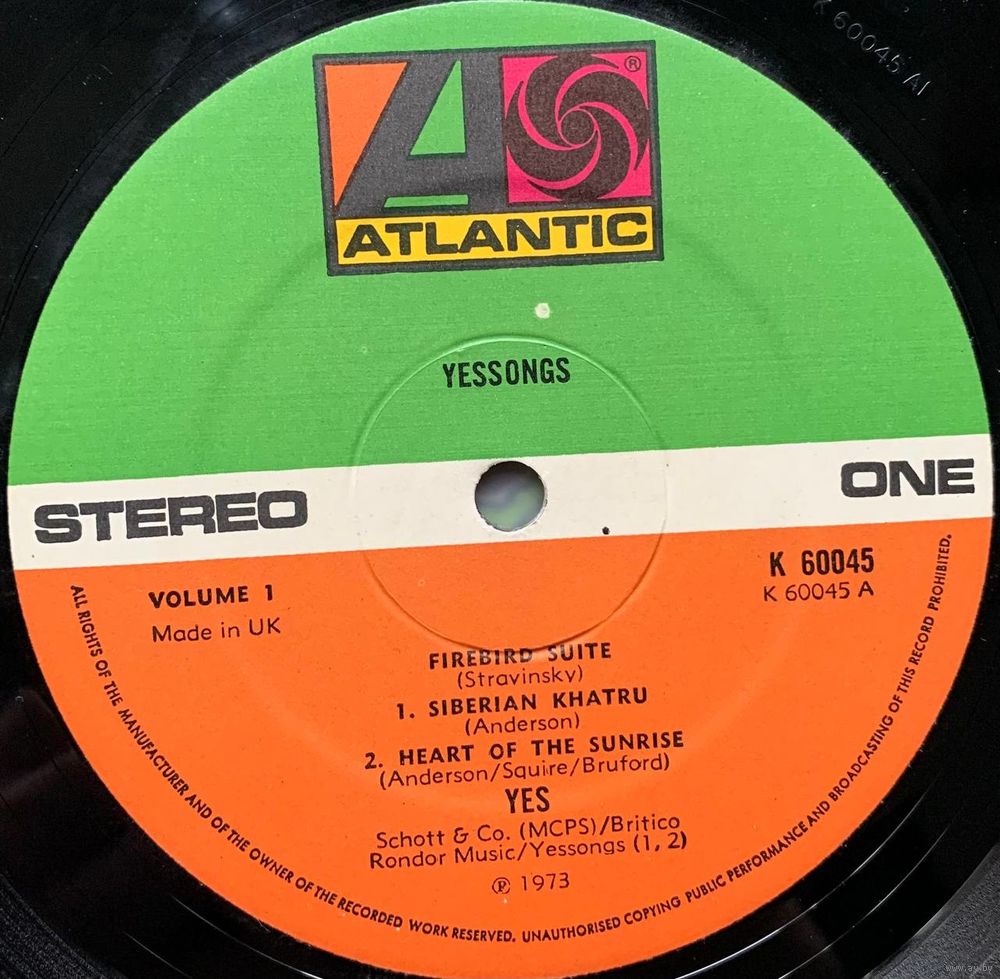 K 60045 A1
®
ATLANTIC
YESSONGS
STEREO
ONE
VOLUME 1
Made in UK
K 60045
K 60045 A
FIREBIRD SUITE
(Stravinsky)
1. SIBERIAN KHATRU
(Anderson)
2. HEART OF THE SUNRISE
(Anderson/Squire/Bruford)
YES
Schott & Co. (MCPS)/Britico
Rondor Music/Yessongs (1, 2)
℗ 1973
ALL RIGHTS OF THE MANUFACTURER AND OF THE OWNER OF THE RECORDED WORK RESERVED. UNAUTHORISED COPYING PUBLIC PERFORMANCE AND BROADCASTING OF THIS RECORD PROHIBITED.
www.ay.by